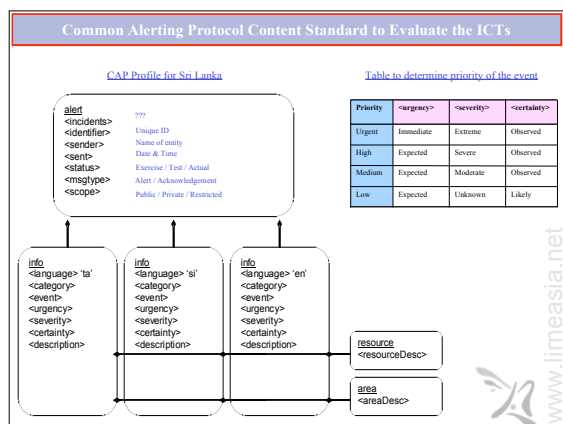 Common Alerting Protocol Content Standard to Evaluate the ICTs
CAP Profile for Sri Lanka
alert
<incidents> ???
<identifier> Unique ID
<sender> Name of entity
<sent> Date & Time
<status> Exercise / Test / Actual
<msgtype> Alert / Acknowledgement
<scope> Public / Private / Restricted
Table to determine priority of the event
Priority <urgency> <severity> <certainty>
Urgent Immediate Extreme Observed
High Expected Severe Observed
Medium Expected Moderate Observed
Low Expected Unknown Likely
info
<language> ‘ta’
<category>
<event>
<urgency>
<severity>
<certainty>
<description>
info
<language> ‘si’
<category>
<event>
<urgency>
<severity>
<certainty>
<description>
info
<language> ‘en’
<category>
<event>
<urgency>
<severity>
<certainty>
<description>
resource
<resourceDesc>
area
<areaDesc>
www.lirneasia.net